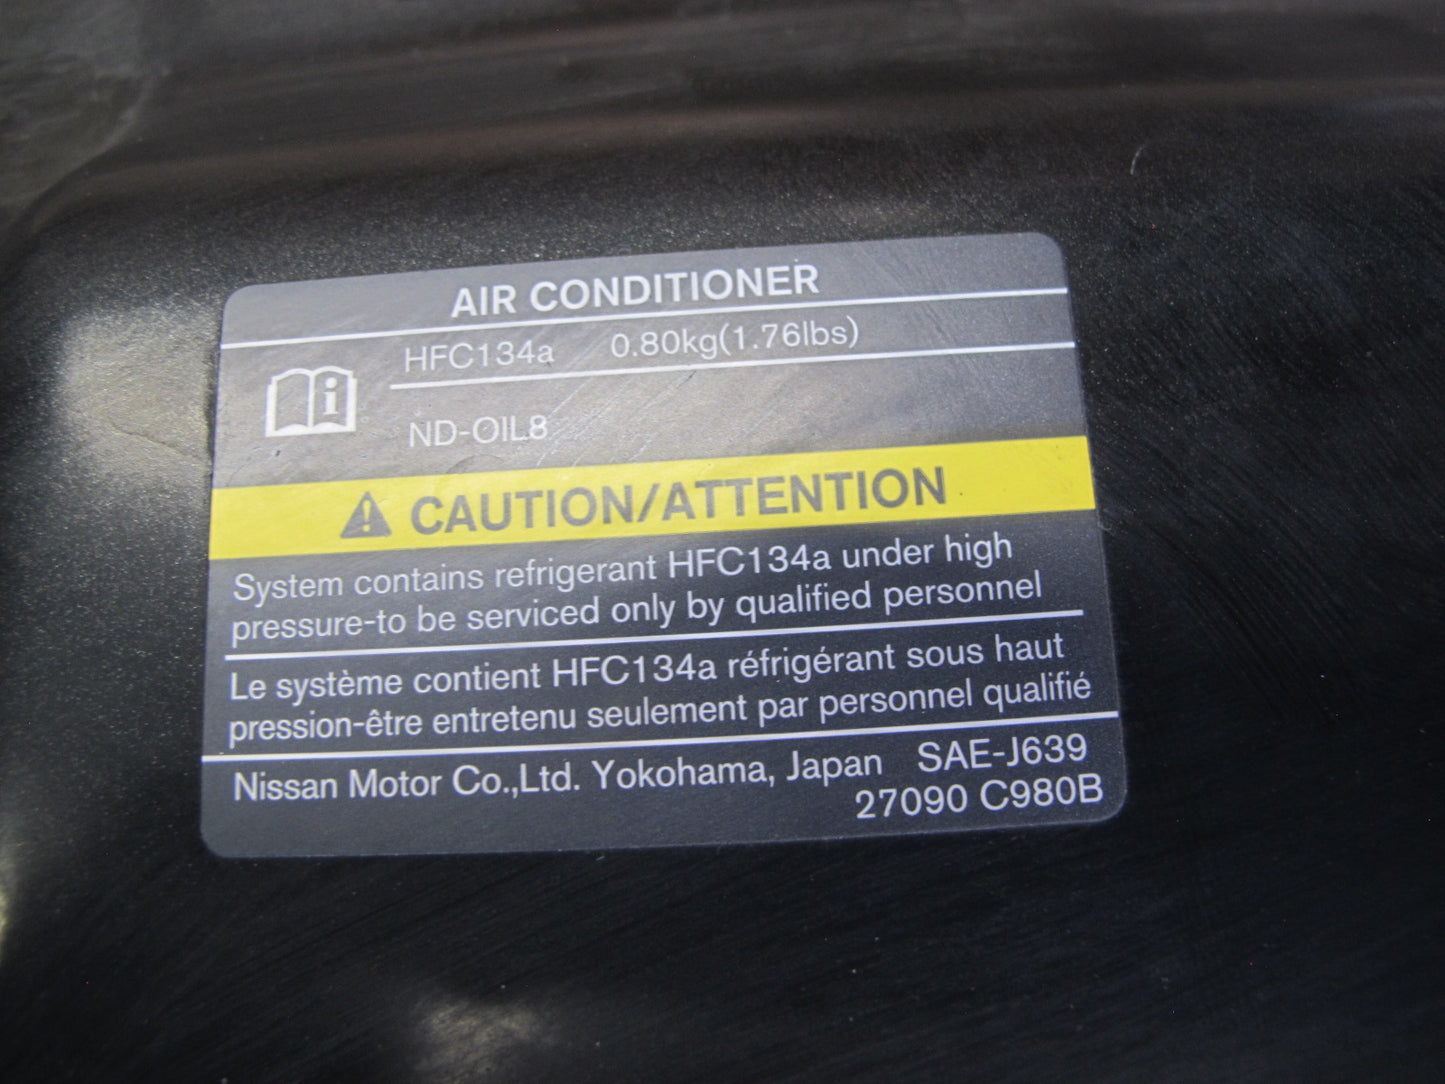 AIR CONDITIONER
HFC134a 0.80kg(1.76lbs)
ND-OIL8
CAUTION/ATTENTION
System contains refrigerant HFC134a under high
pressure-to be serviced only by qualified personnel
Le système contient HFC134a réfrigérant sous haut
pression-être entretenu seulement par personnel qualifié
Nissan Motor Co.,Ltd. Yokohama, Japan SAE-J639
27090 C980B